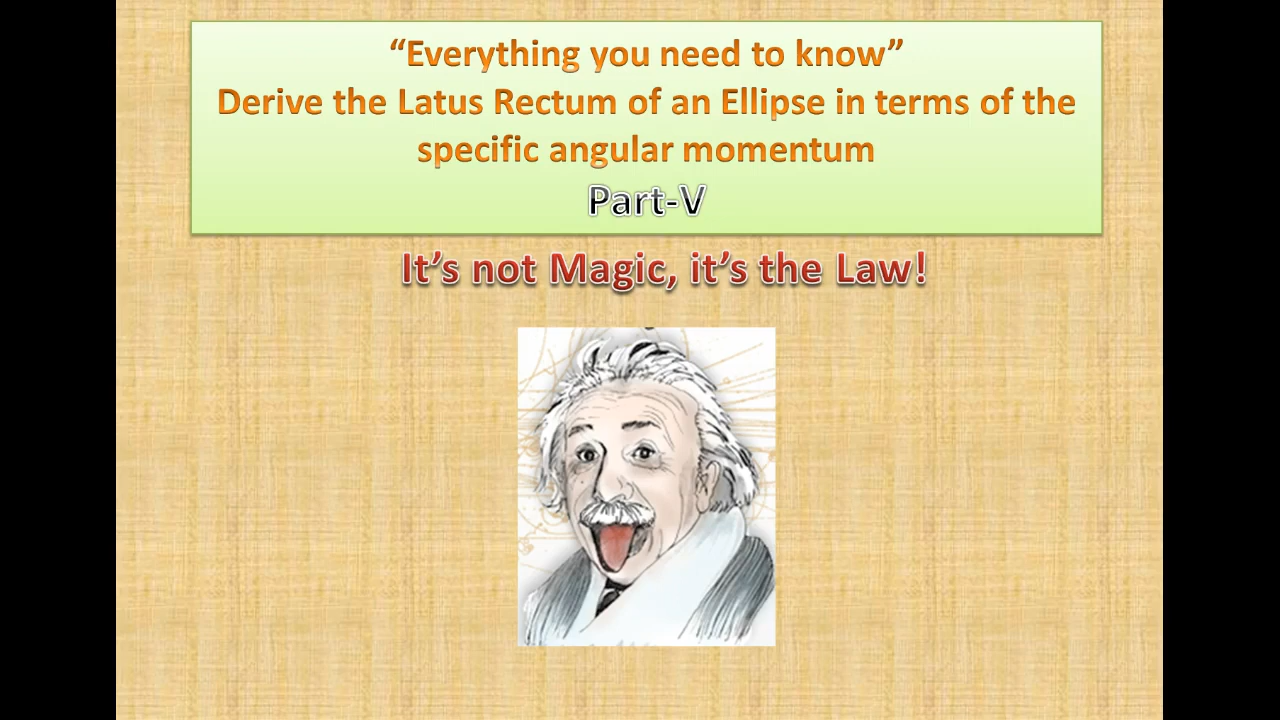 “Everything you need to know”
Derive the Latus Rectum of an Ellipse in terms of the
specific angular momentum
Part-V
It’s not Magic, it’s the Law!